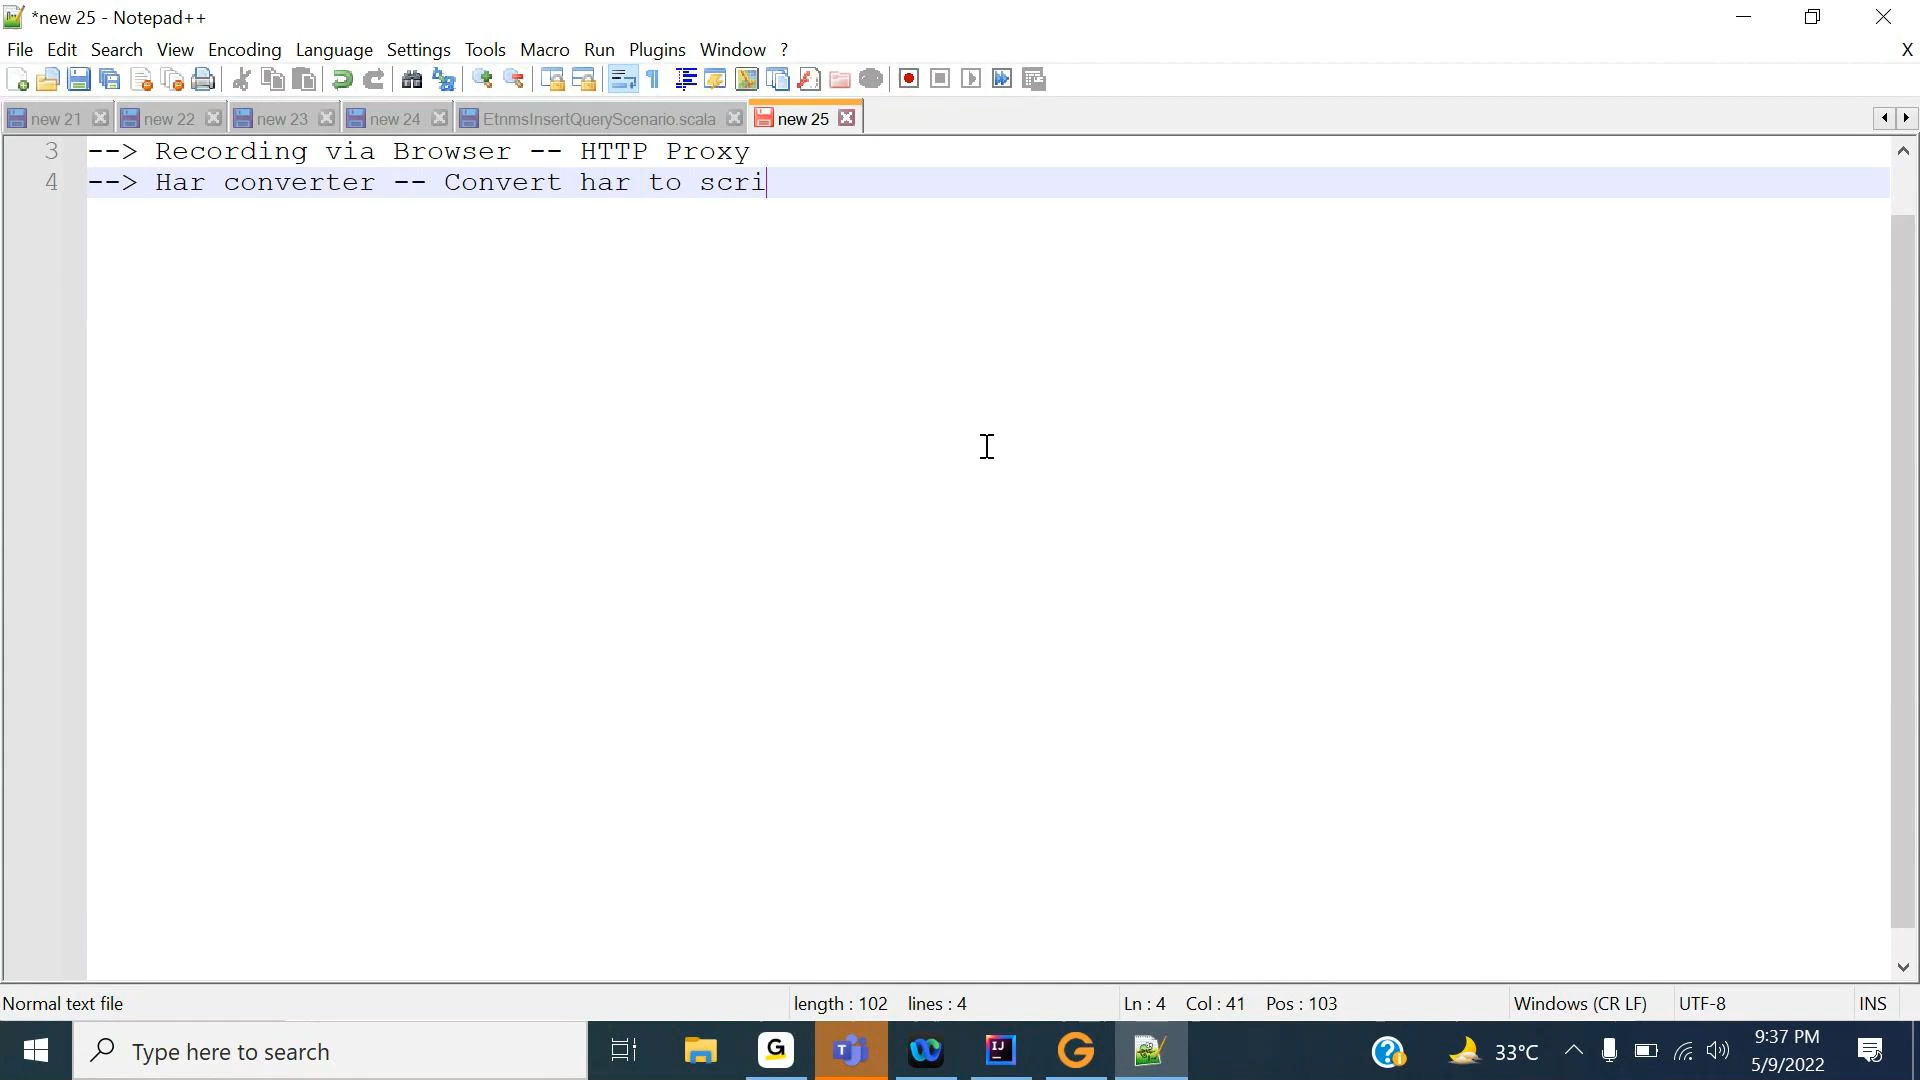 *new 25 - Notepad++
File Edit Search View Encoding Language Settings Tools Macro Run Plugins Window ? X
new 21 new 22 new 23 new 24 EtnmsInsertQueryScenario.scala new 25
3 --> Recording via Browser -- HTTP Proxy
4 --> Har converter -- Convert har to scri
Normal text file length : 102 lines : 4 Ln : 4 Col : 41 Pos : 103 Windows (CR LF) UTF-8 INS
Type here to search 33°C 9:37 PM
5/9/2022